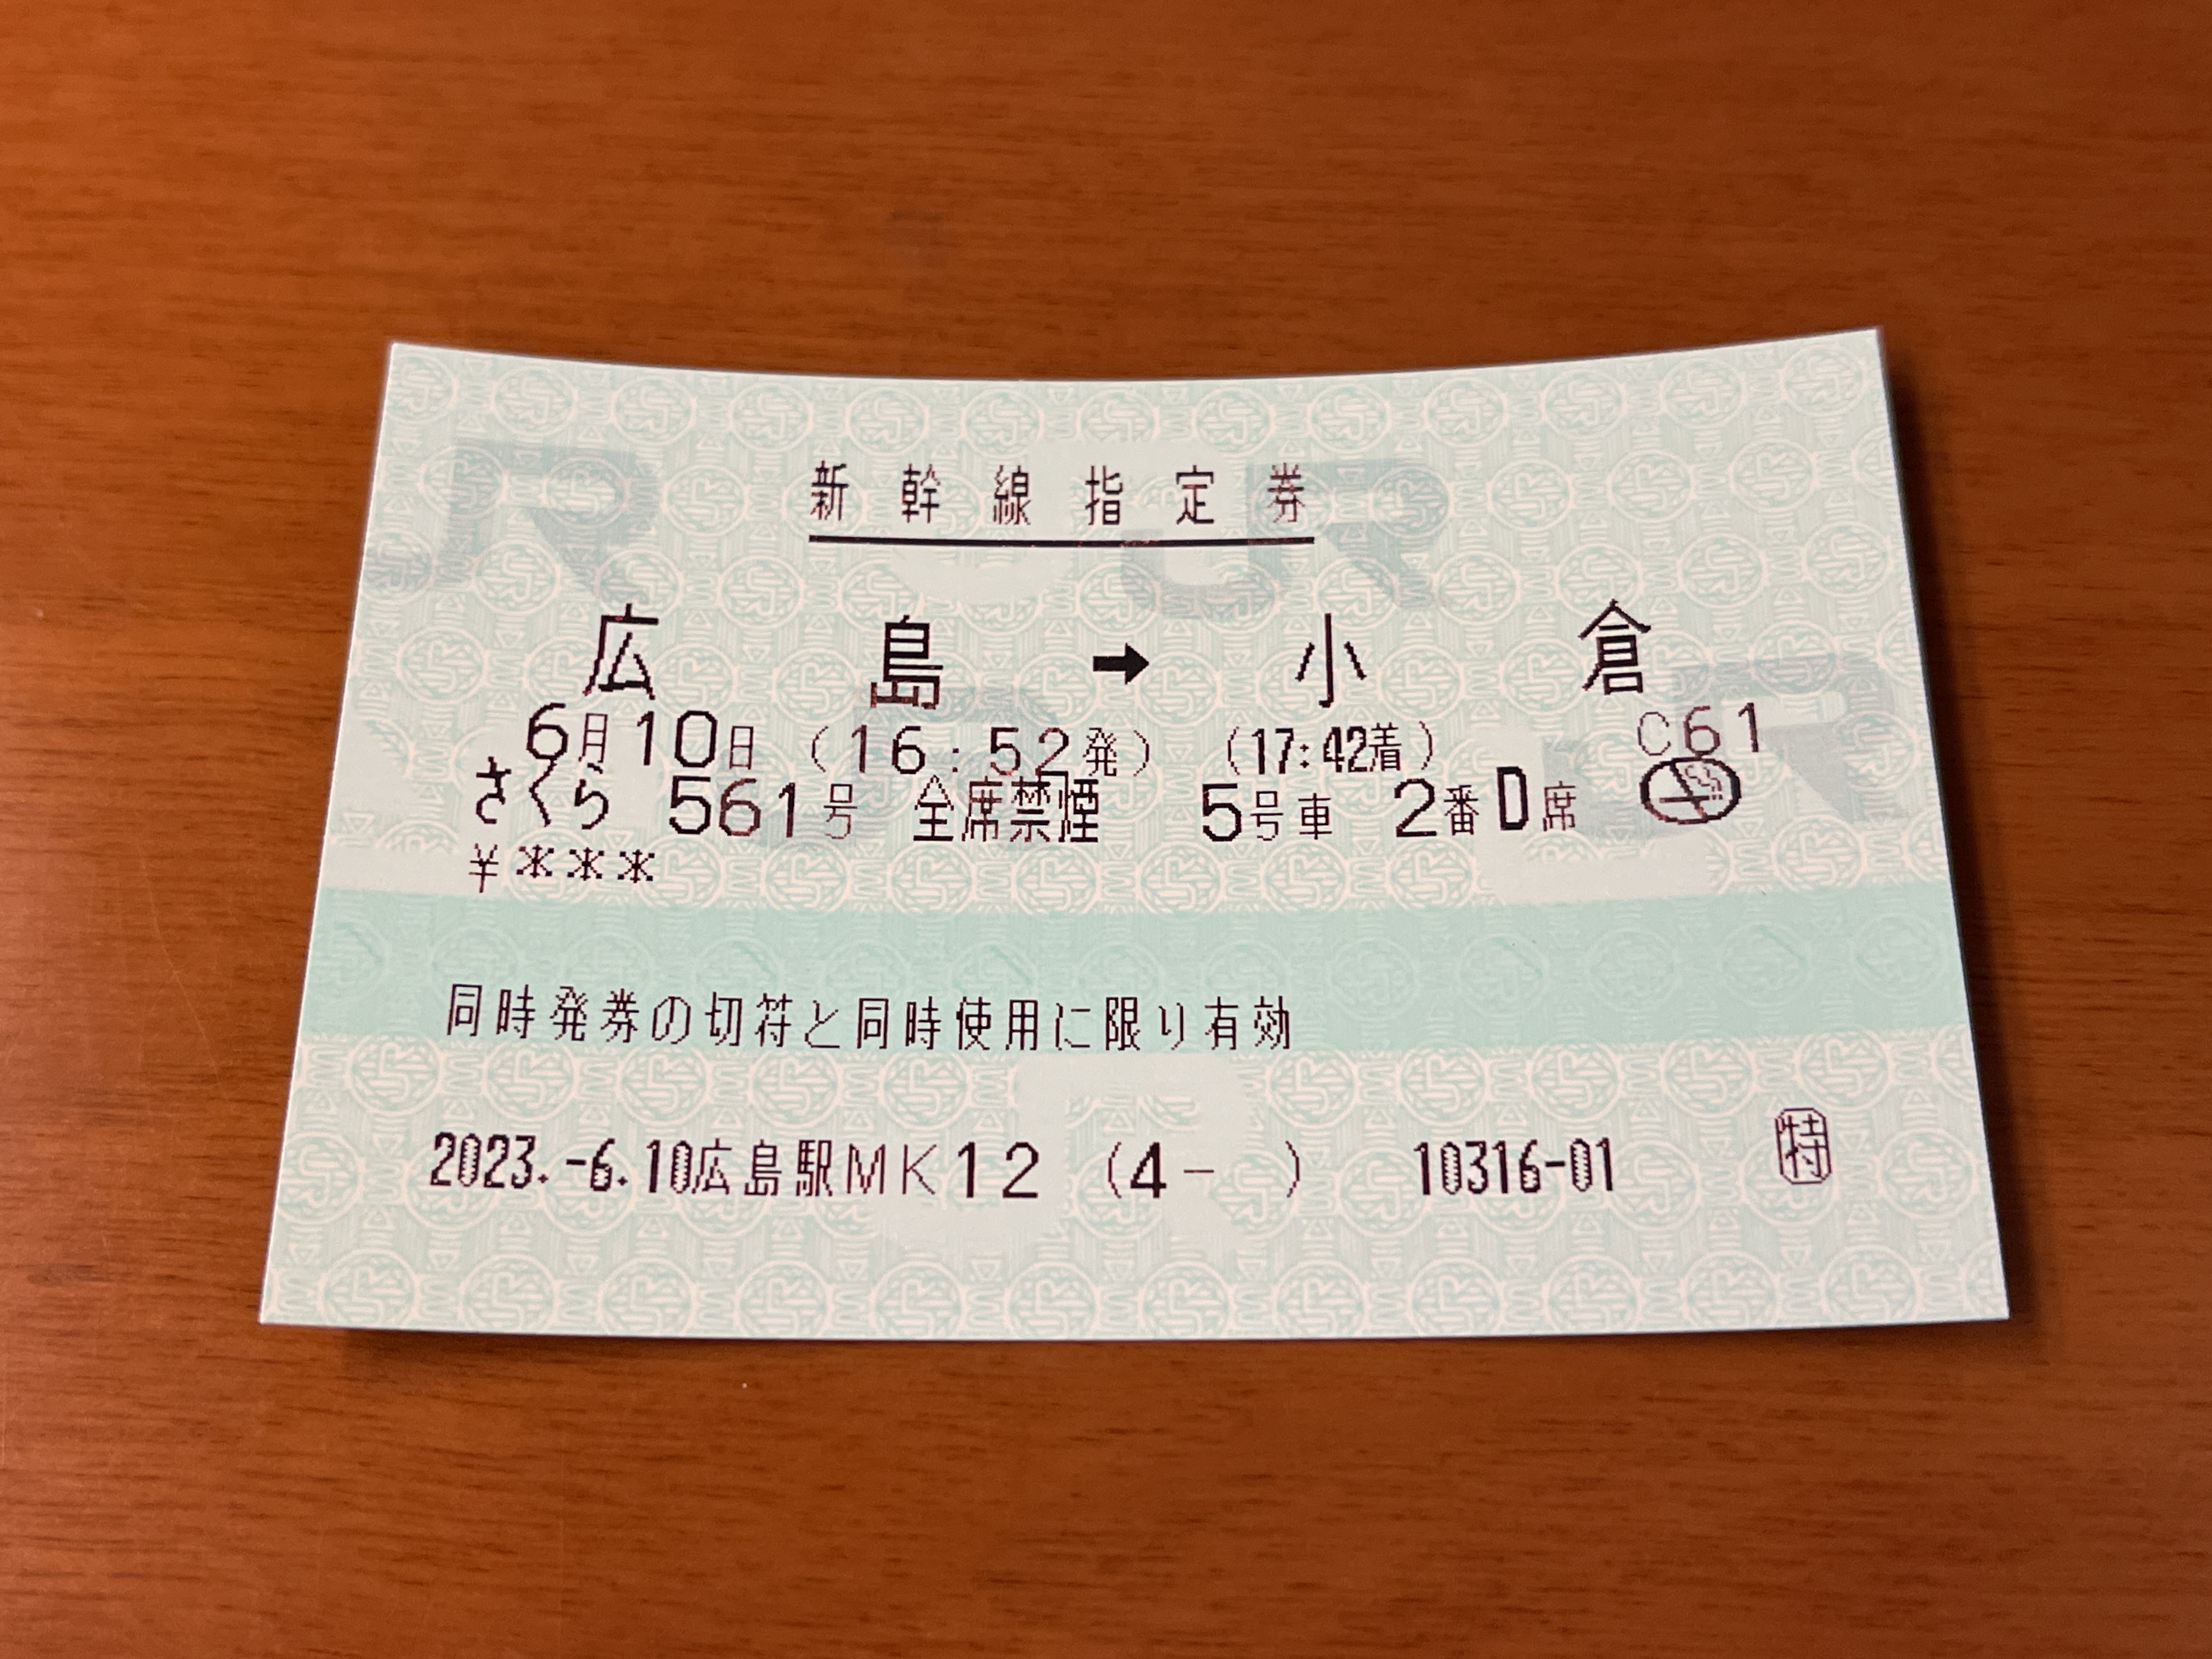 新幹線指定券
広島➡小倉
6月10日 (16:52発) (17:42着) C61
さくら 561号 全席禁煙 5号車 2番D席
¥***
同時発券の切符と同時使用に限り有効
2023.-6.10広島駅MK12 (4- ) 10316-01 特